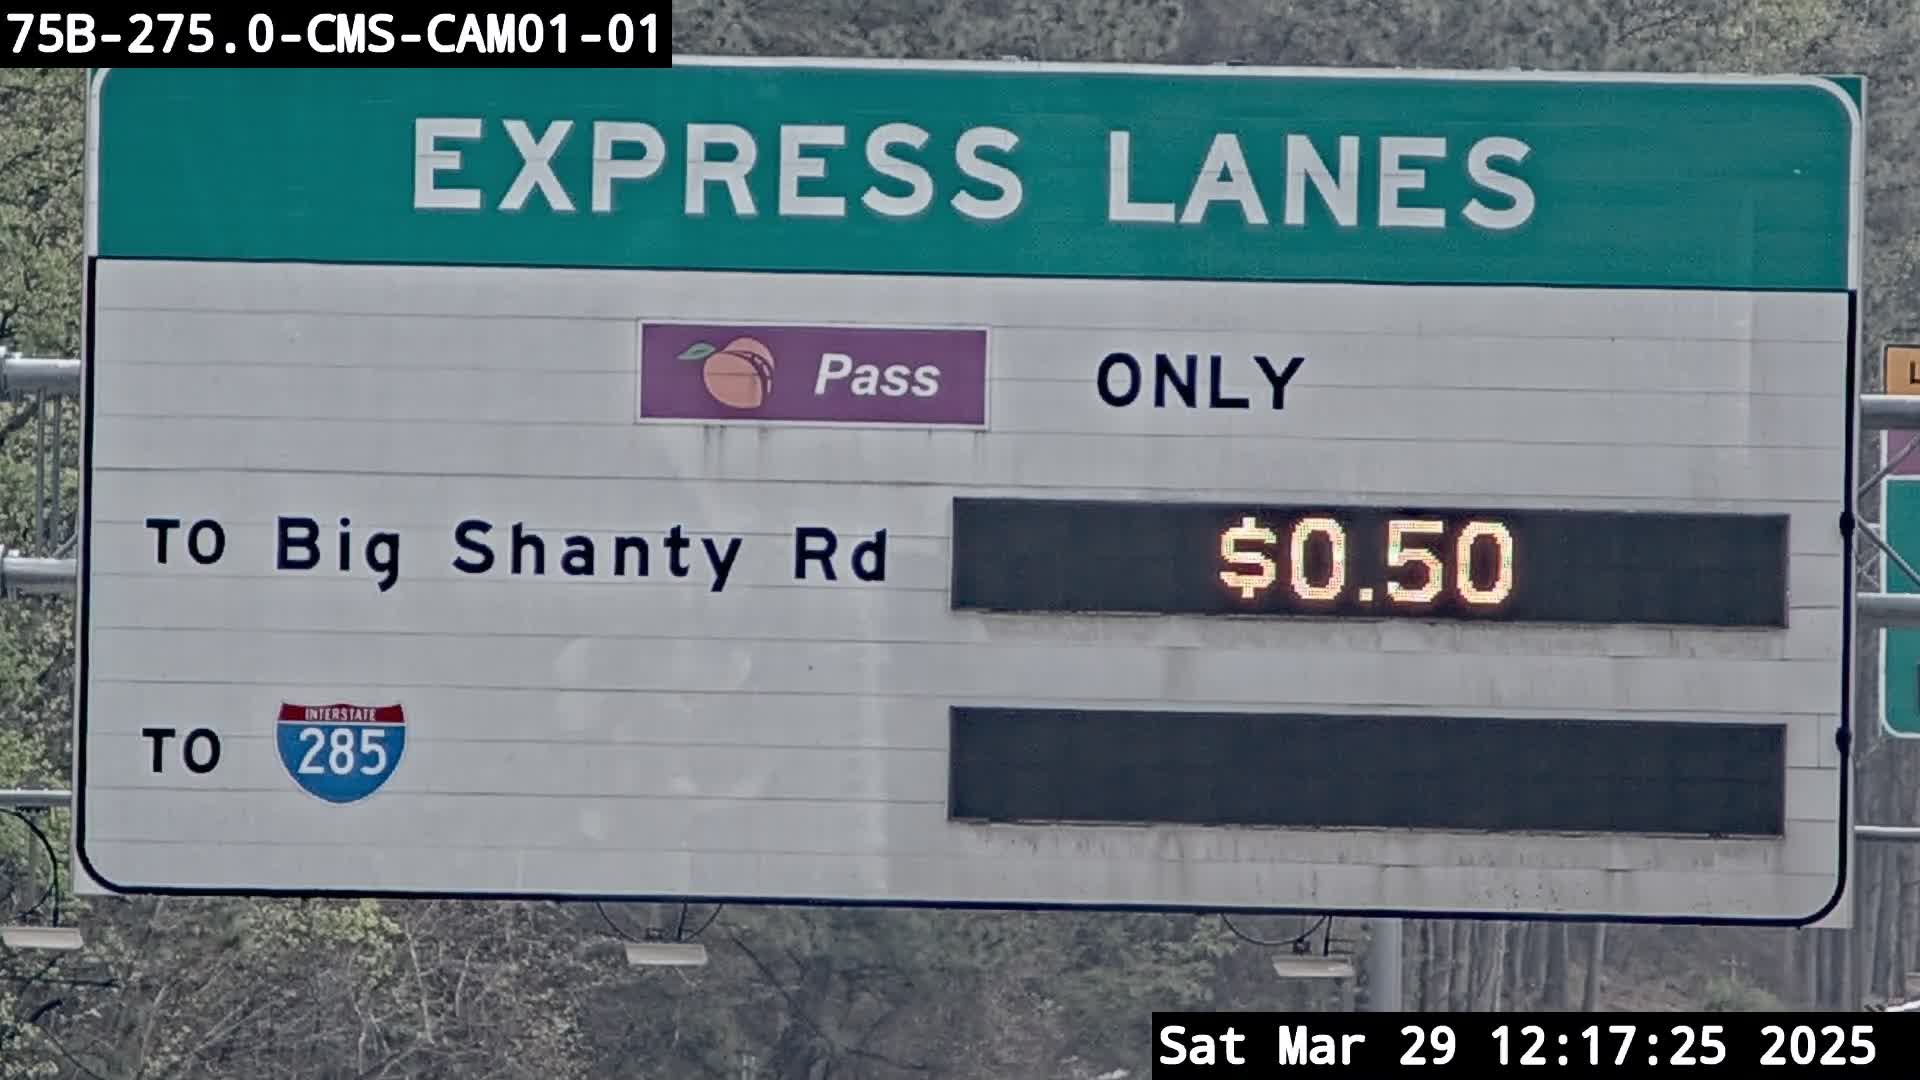 75B-275.0-CMS-CAM01-01
EXPRESS LANES
Pass ONLY
TO Big Shanty Rd $0.50
TO INTERSTATE 285
Sat Mar 29 12:17:25 2025